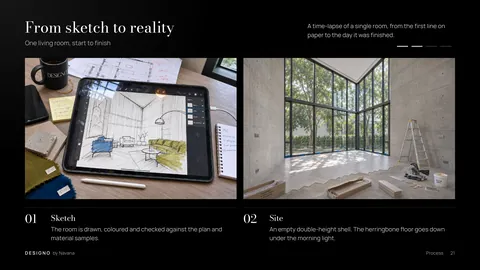 From sketch to reality
One living room, start to finish
A time-lapse of a single room, from the first line on
paper to the day it was finished.
DESIGN
01 Sketch
The room is drawn, coloured and checked against the plan and
material samples.
02 Site
An empty double-height shell. The herringbone floor goes down
under the morning light.
DESIGNO by Navana
Process 21